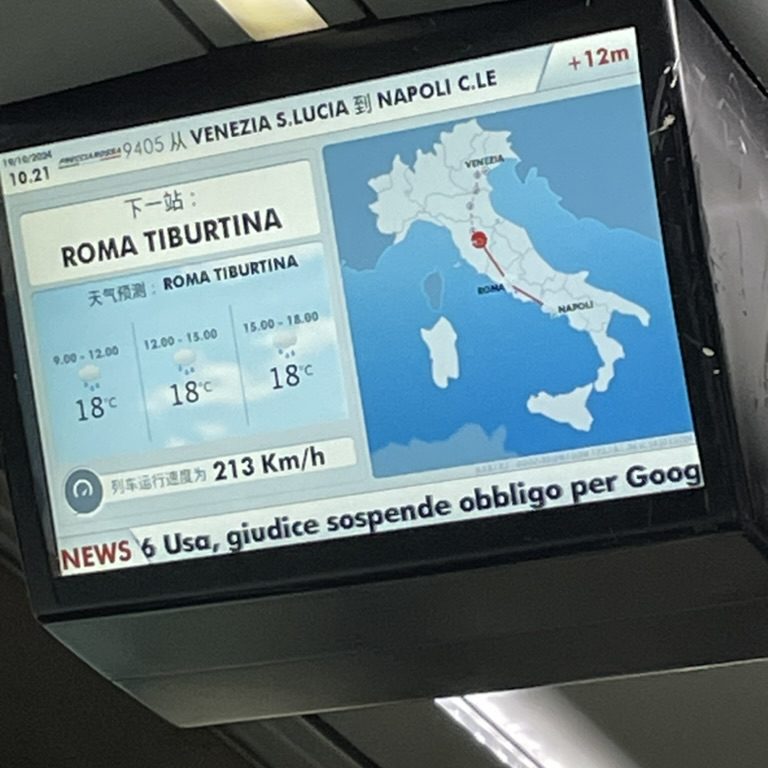 19/10/2024
10.21
FRECCIAROSSA 9405 从 VENEZIA S.LUCIA 到 NAPOLI C.LE
+12m
下一站：
ROMA TIBURTINA
天气预测：ROMA TIBURTINA
9.00 - 12.00
12.00 - 15.00
15.00 - 18.00
18°C
18°C
18°C
列车运行速度为 213 Km/h
VENEZIA
ROMA
NAPOLI
NEWS 6 Usa, giudice sospende obbligo per Goog